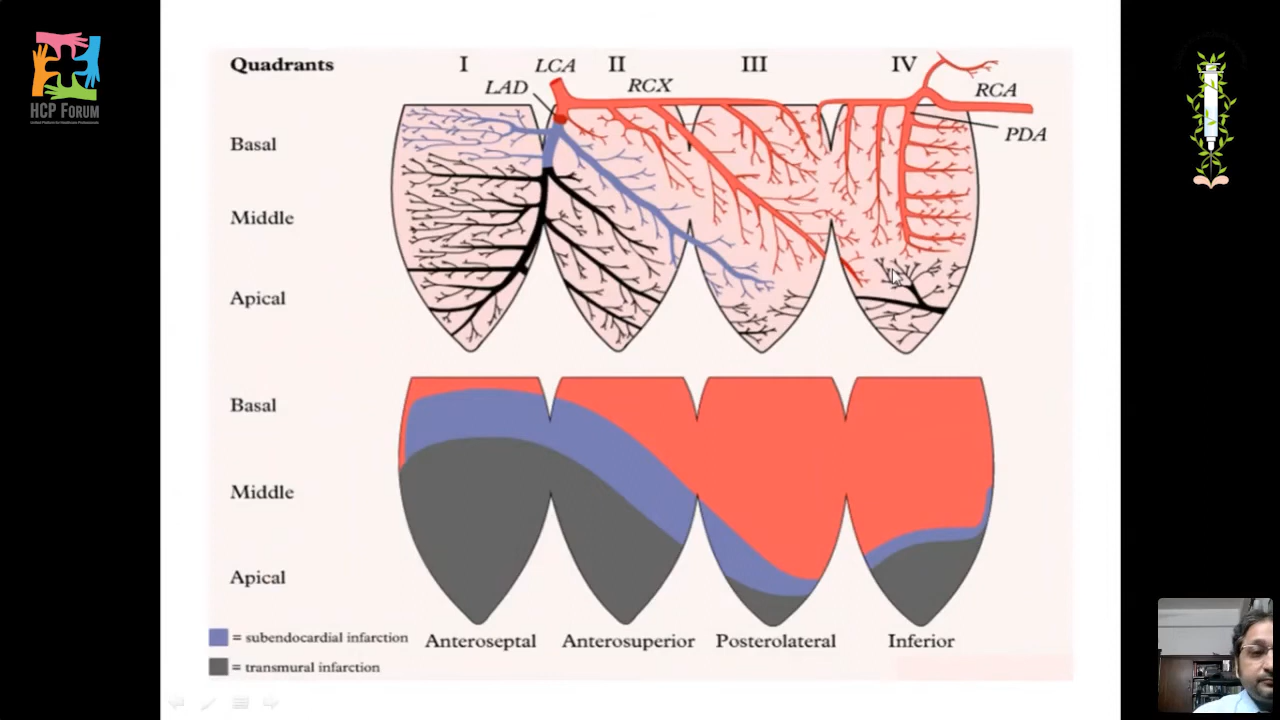 HCP FORUM
Quadrants
I
LCA
II
III
IV
LAD
RCX
RCA
PDA
Basal
Middle
Apical
Basal
Middle
Apical
= subendocardial infarction
= transmural infarction
Anteroseptal
Anterosuperior
Posterolateral
Inferior